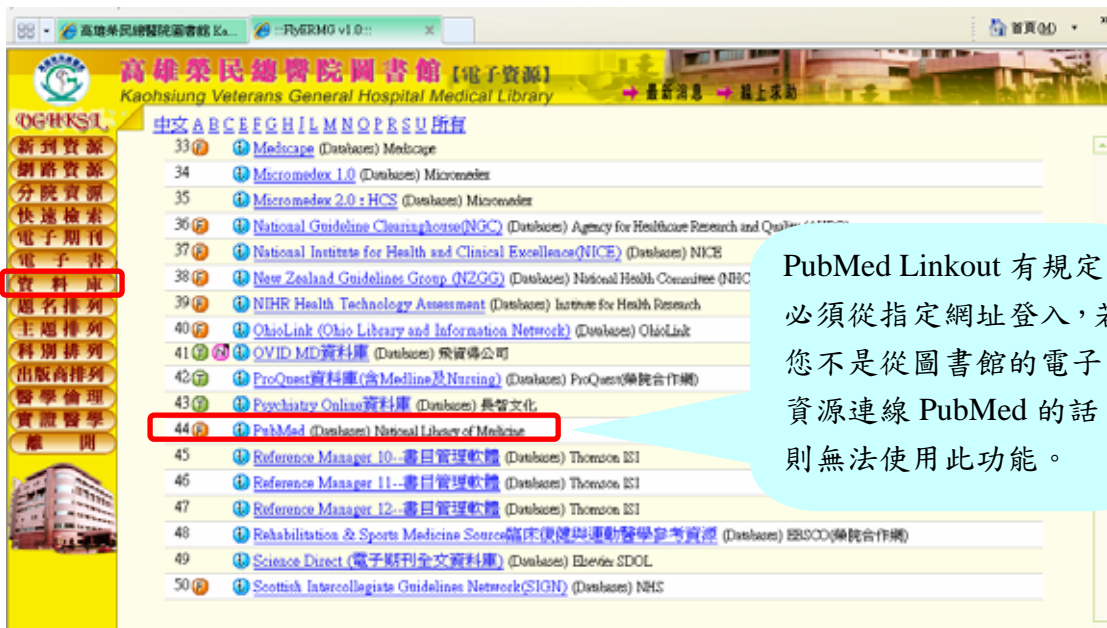 高雄榮民總醫院圖書館 Ka...
::FlyERMG v1.0::
首頁(M)
高雄榮民總醫院圖書館【電子資源】
Kaohsiung Veterans General Hospital Medical Library
→ 最新消息 → 線上求助
VGHKS L
新到資源
網路資源
分院資源
快速檢索
電子期刊
電子書
資料庫
題名排列
主題排列
科別排列
出版商排列
醫學倫理
實證醫學
離開
中文 A B C E F G H I L M N O P R S U 所有
33 F Medscape (Databases) Medscape
34 Micromedex 1.0 (Databases) Micromedex
35 Micromedex 2.0 : HCS (Databases) Micromedex
36 F National Guideline Clearinghouse(NGC) (Databases) Agency for Healthcare Research and
37 F National Institute for Health and Clinical Excellence(NICE) (Databases) NICE
38 F New Zealand Guidelines Group (NZGG) (Databases) National Health Committee (NHC
39 F NIHR Health Technology Assessment (Databases) Institute for Health Research
40 F OhioLink (Ohio Library and Information Network) (Databases) OhioLink
41 T OVID MD資料庫 (Databases) 飛資得公司
42 T ProQuest資料庫(含Medline及Nursing) (Databases) ProQuest(榮院合作網)
43 T Psychiatry Online資料庫 (Databases) 長智文化
44 F PubMed (Databases) National Library of Medicine
45 Reference Manager 10--書目管理軟體 (Databases) Thomson ISI
46 Reference Manager 11--書目管理軟體 (Databases) Thomson ISI
47 Reference Manager 12--書目管理軟體 (Databases) Thomson ISI
48 Rehabilitation & Sports Medicine Source臨床復健與運動醫學參考資源 (Databases) EBSCO(榮院合作網)
49 Science Direct (電子期刊全文資料庫) (Databases) Elsevier SDOL
50 F Scottish Intercollegiate Guidelines Network(SIGN) (Databases) NHS
PubMed Linkout 有規定
必須從指定網址登入，若
您不是從圖書館的電子
資源連線 PubMed 的話
則無法使用此功能。